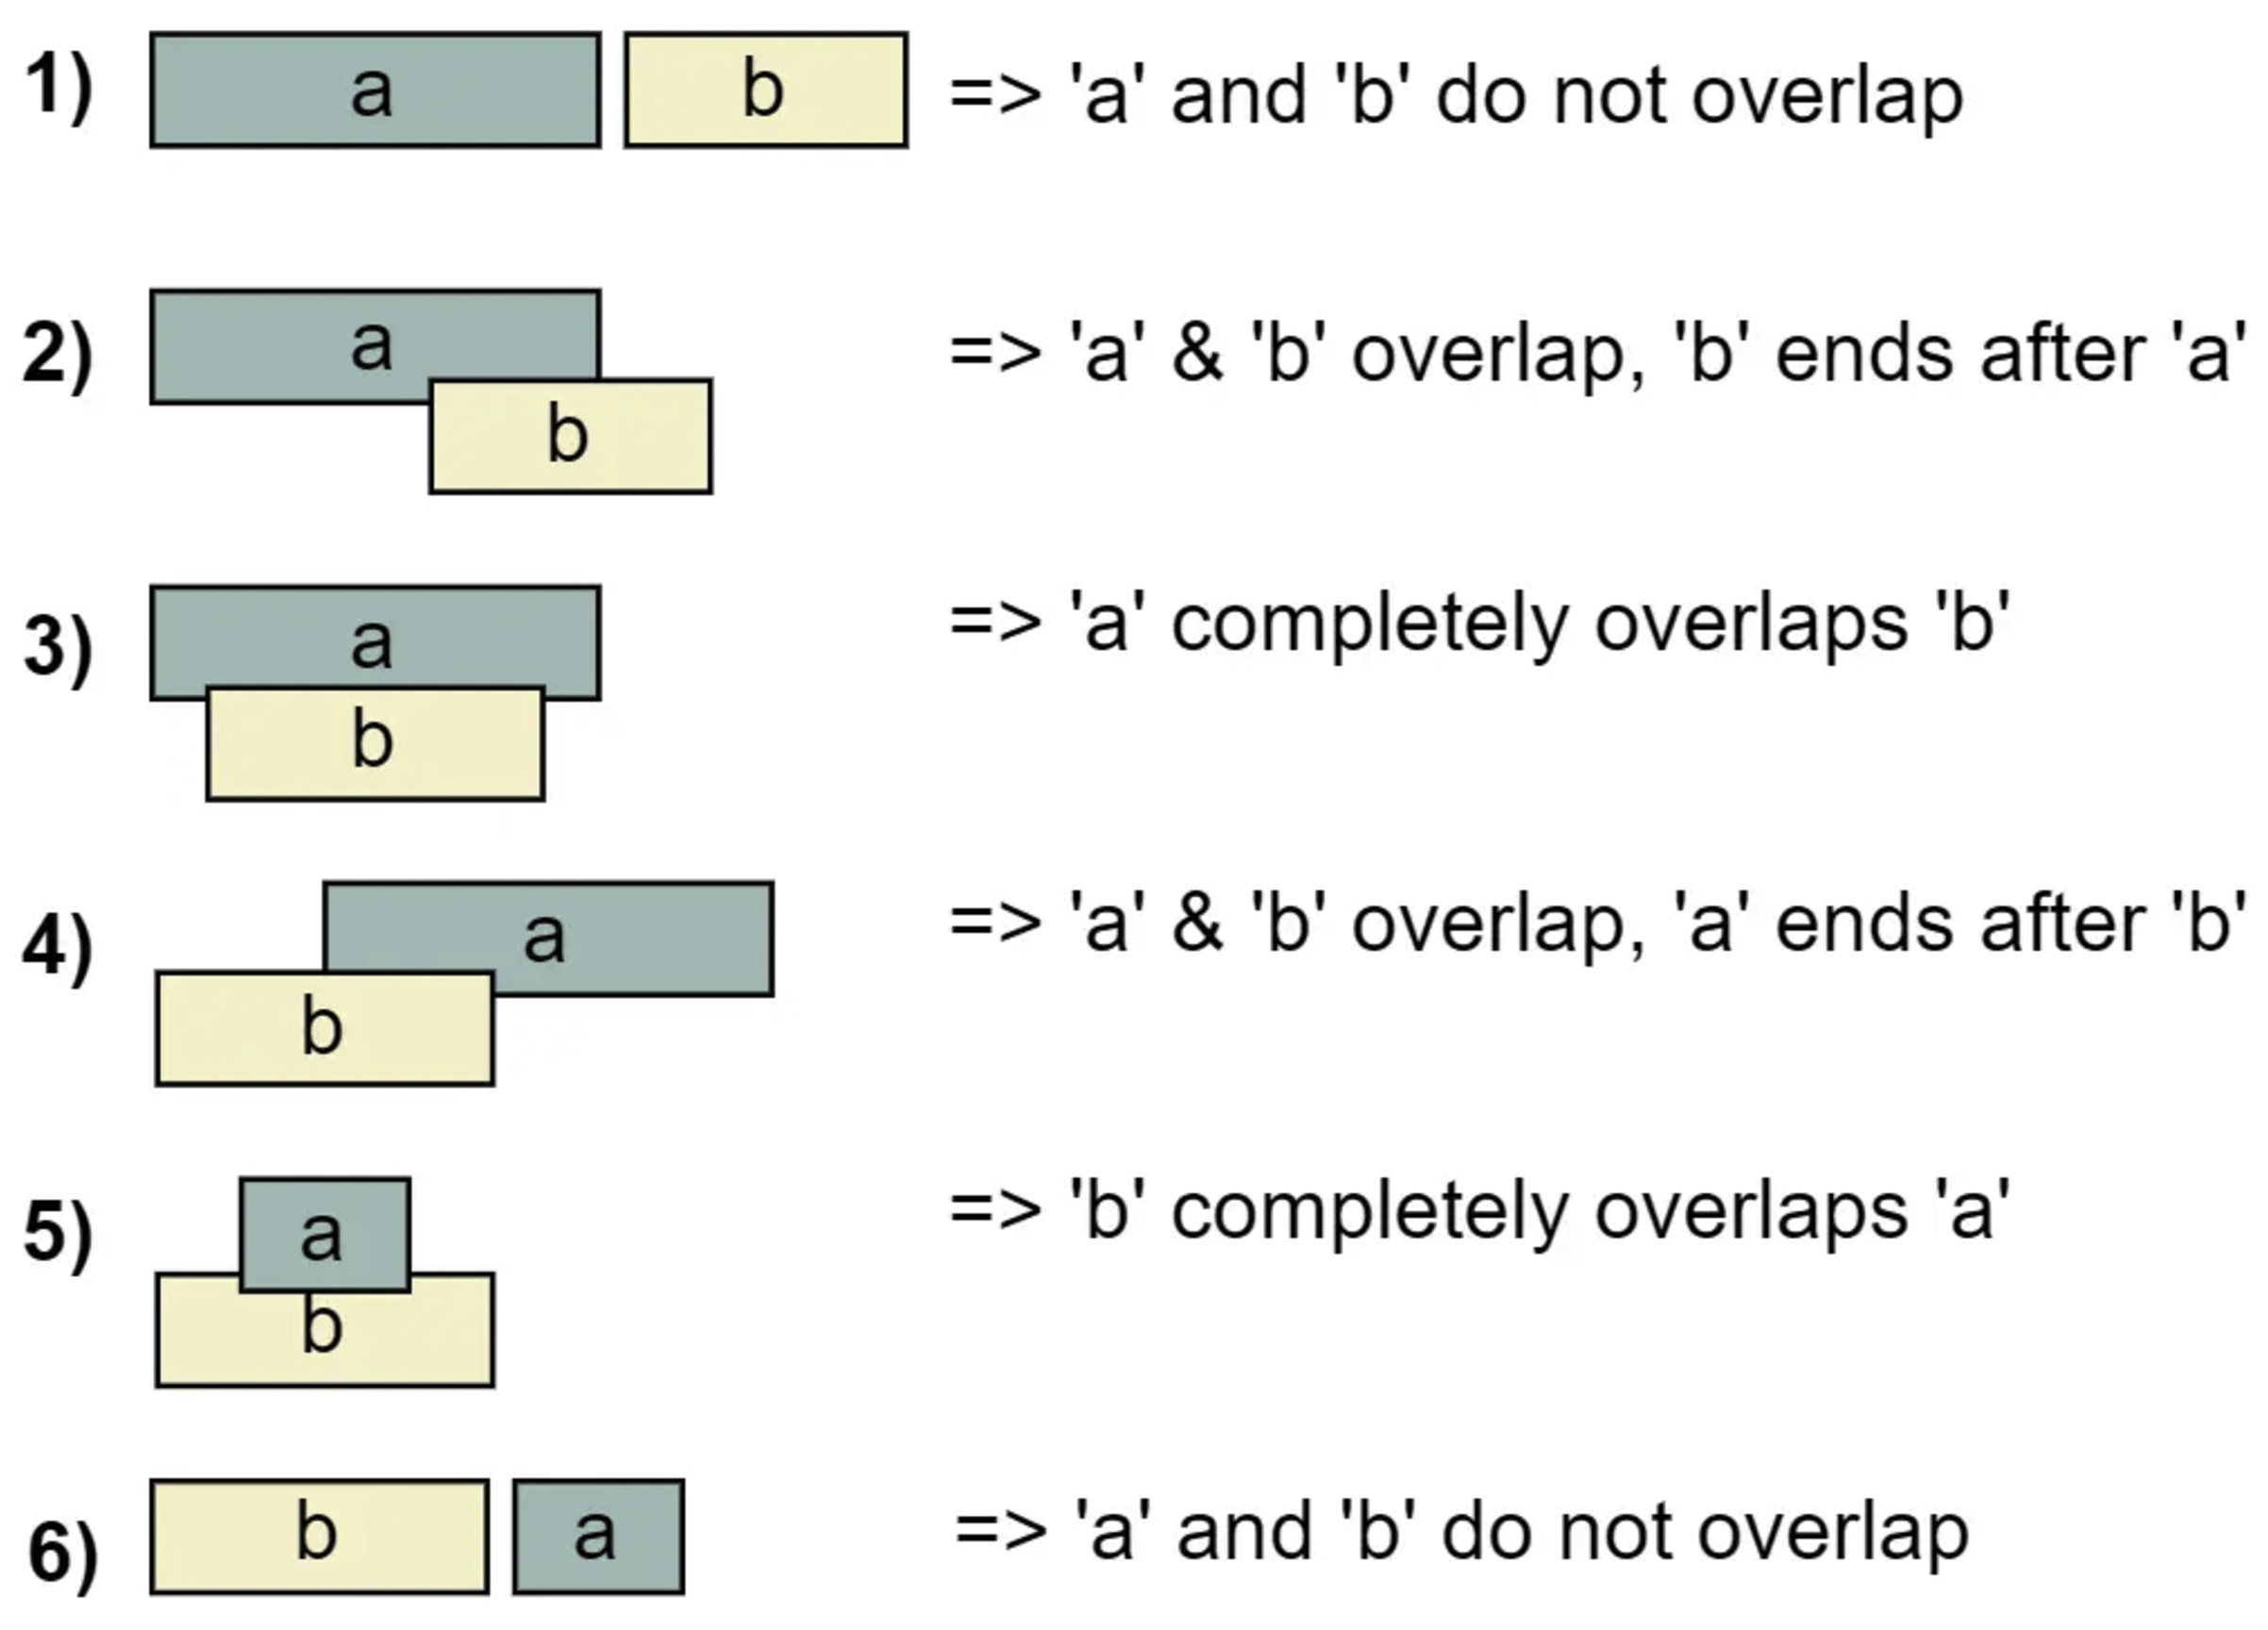 1) a b => 'a' and 'b' do not overlap
2) a => 'a' & 'b' overlap, 'b' ends after 'a'
b
3) a => 'a' completely overlaps 'b'
b
4) a => 'a' & 'b' overlap, 'a' ends after 'b'
b
5) a => 'b' completely overlaps 'a'
b
6) b a => 'a' and 'b' do not overlap